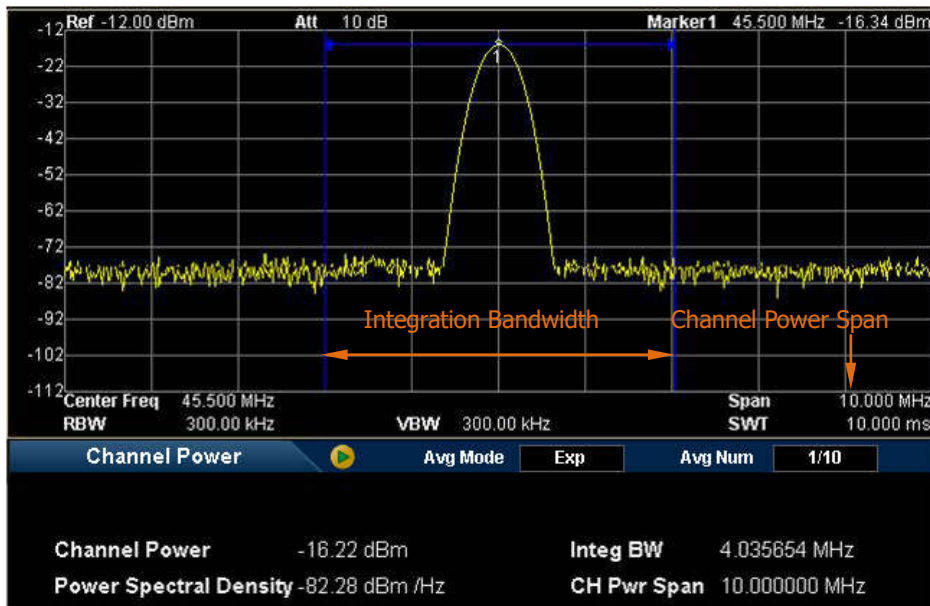 Ref -12.00 dBm Att 10 dB Marker1 45.500 MHz -16.34 dBm
-12
1
-22
-32
-42
-52
-62
-72
-82
-92
Integration Bandwidth Channel Power Span
-102
-112
Center Freq 45.500 MHz Span 10.000 MHz
RBW 300.00 kHz VBW 300.00 kHz SWT 10.000 ms
Channel Power Avg Mode Exp Avg Num 1/10
Channel Power -16.22 dBm Integ BW 4.035654 MHz
Power Spectral Density -82.28 dBm /Hz CH Pwr Span 10.000000 MHz